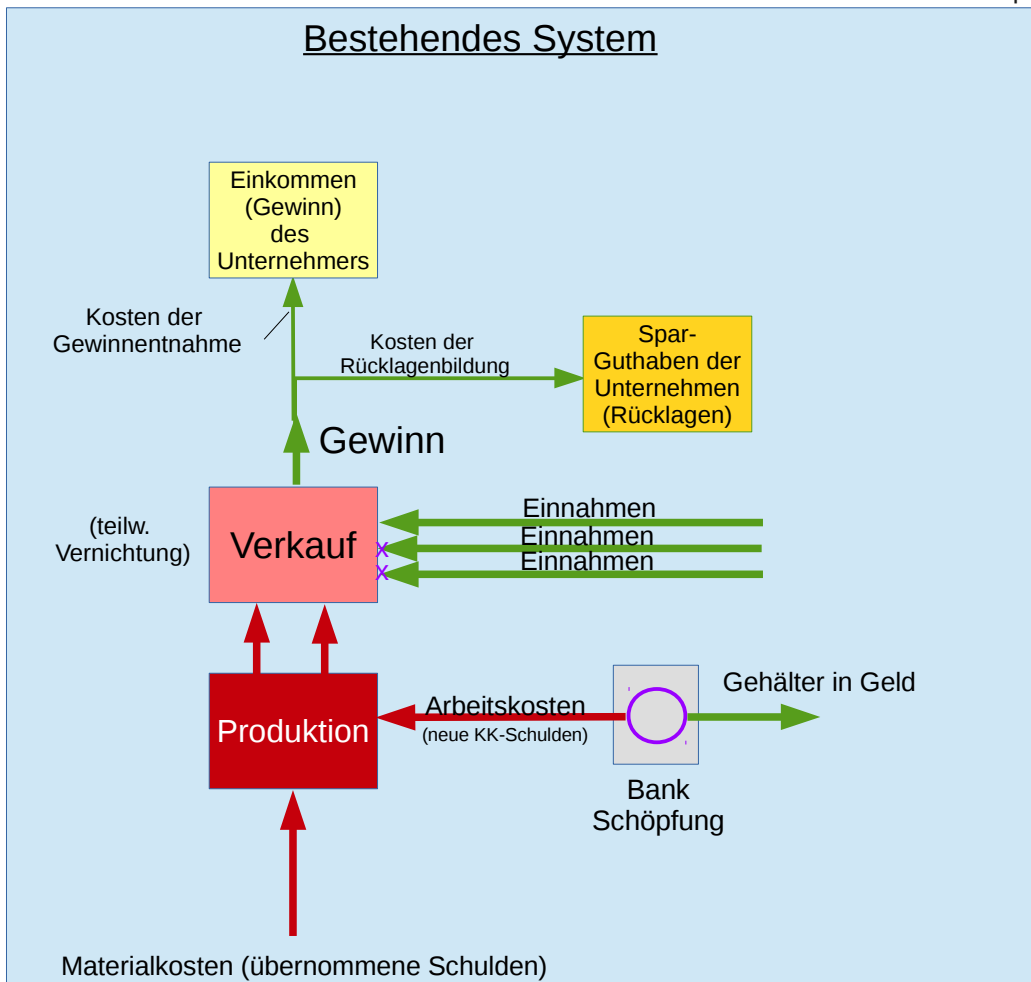 Bestehendes System
Einkommen
(Gewinn)
des
Unternehmers
Kosten der
Gewinnentnahme
Kosten der
Rücklagenbildung
Spar-
Guthaben der
Unternehmen
(Rücklagen)
Gewinn
(teilw.
Vernichtung)
Verkauf
Einnahmen
Einnahmen
Einnahmen
x
x
Produktion
Arbeitskosten
(neue KK-Schulden)
Gehälter in Geld
Bank
Schöpfung
Materialkosten (übernommene Schulden)